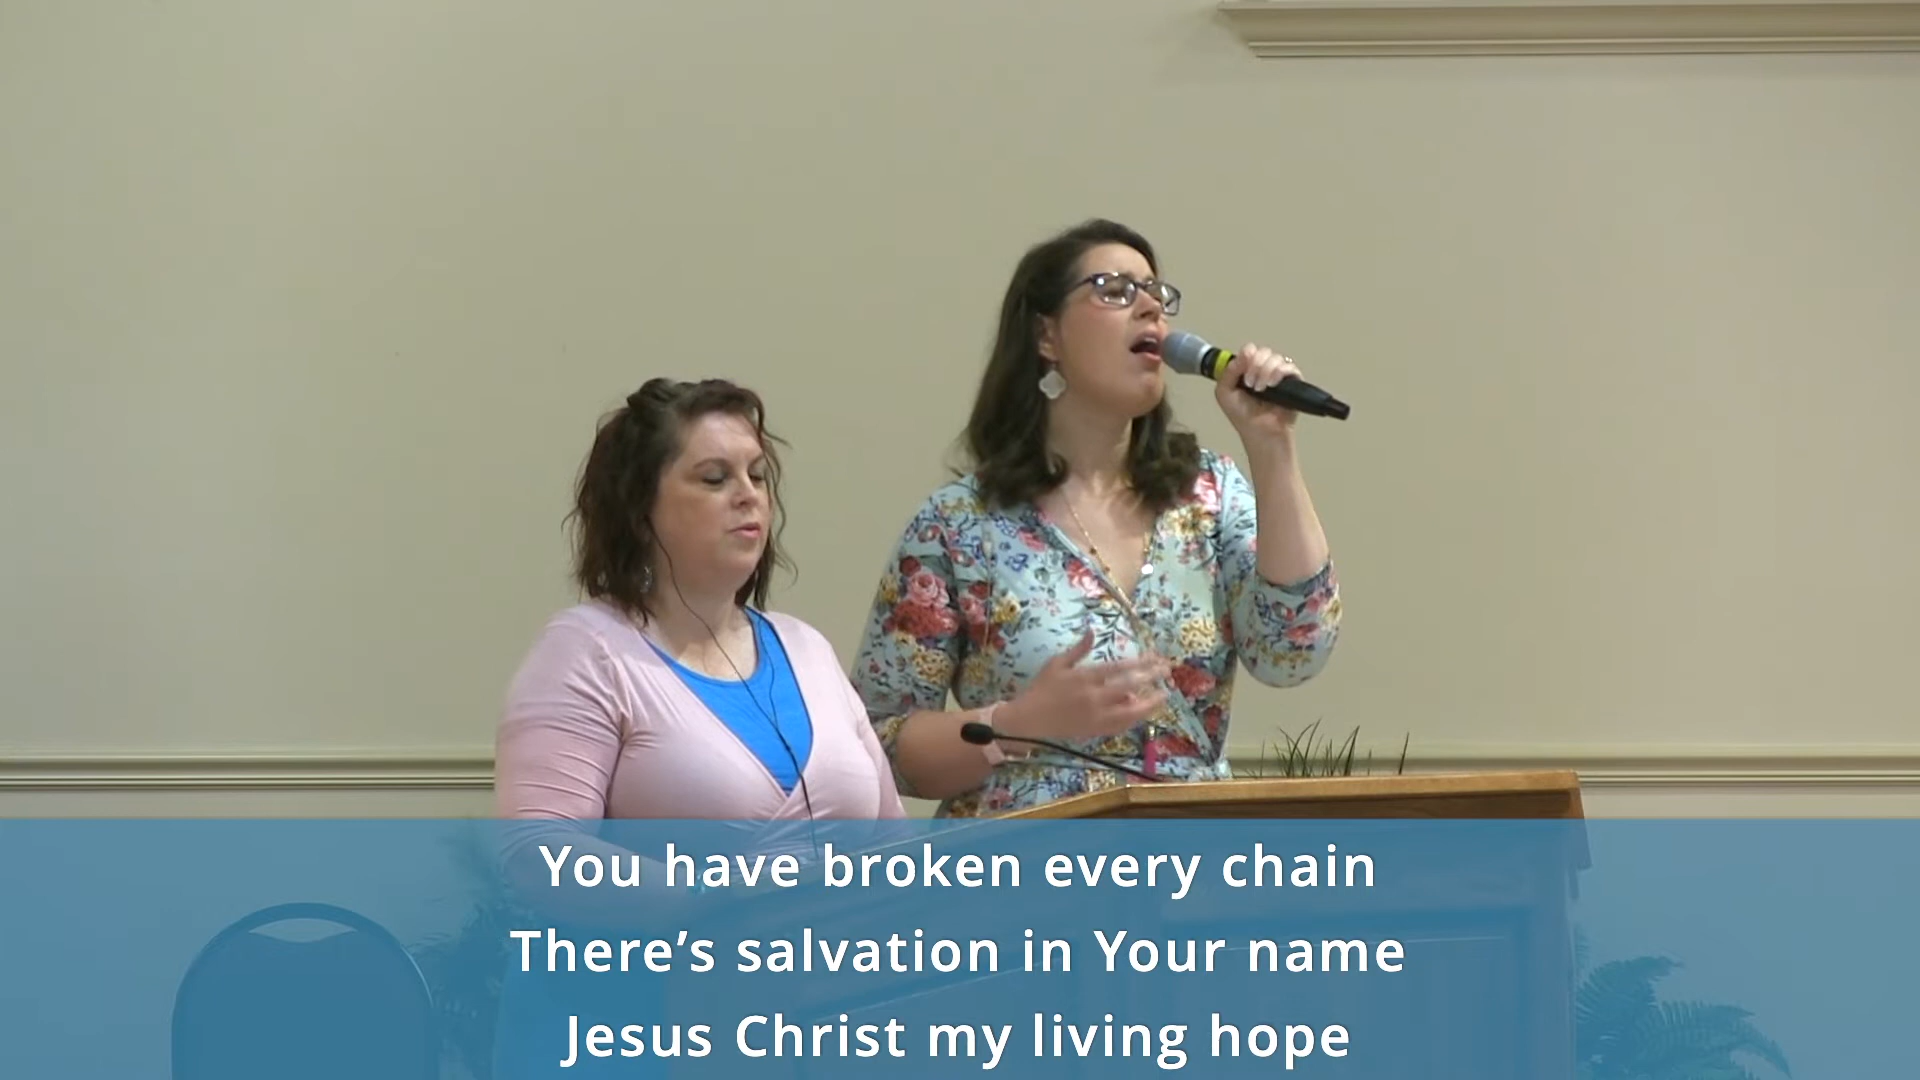 You have broken every chain
There’s salvation in Your name
Jesus Christ my living hope